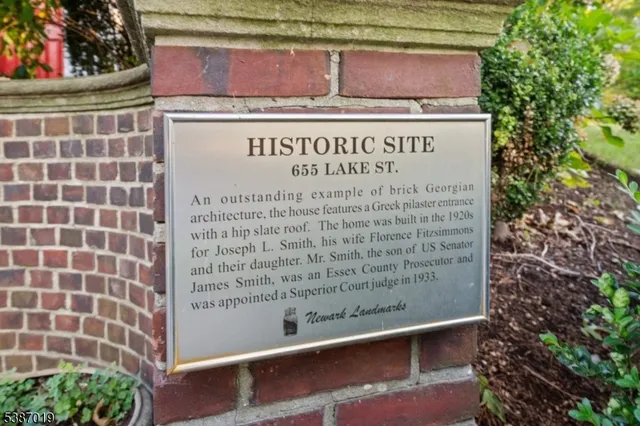 HISTORIC SITE
655 LAKE ST.
An outstanding example of brick Georgian
architecture, the house features a Greek pilaster entrance
with a hip slate roof. The home was built in the 1920s
for Joseph L. Smith, his wife Florence Fitzsimmons
and their daughter. Mr. Smith, the son of US Senator
James Smith, was an Essex County Prosecutor and
was appointed a Superior Court judge in 1933.
Newark Landmarks
5387019